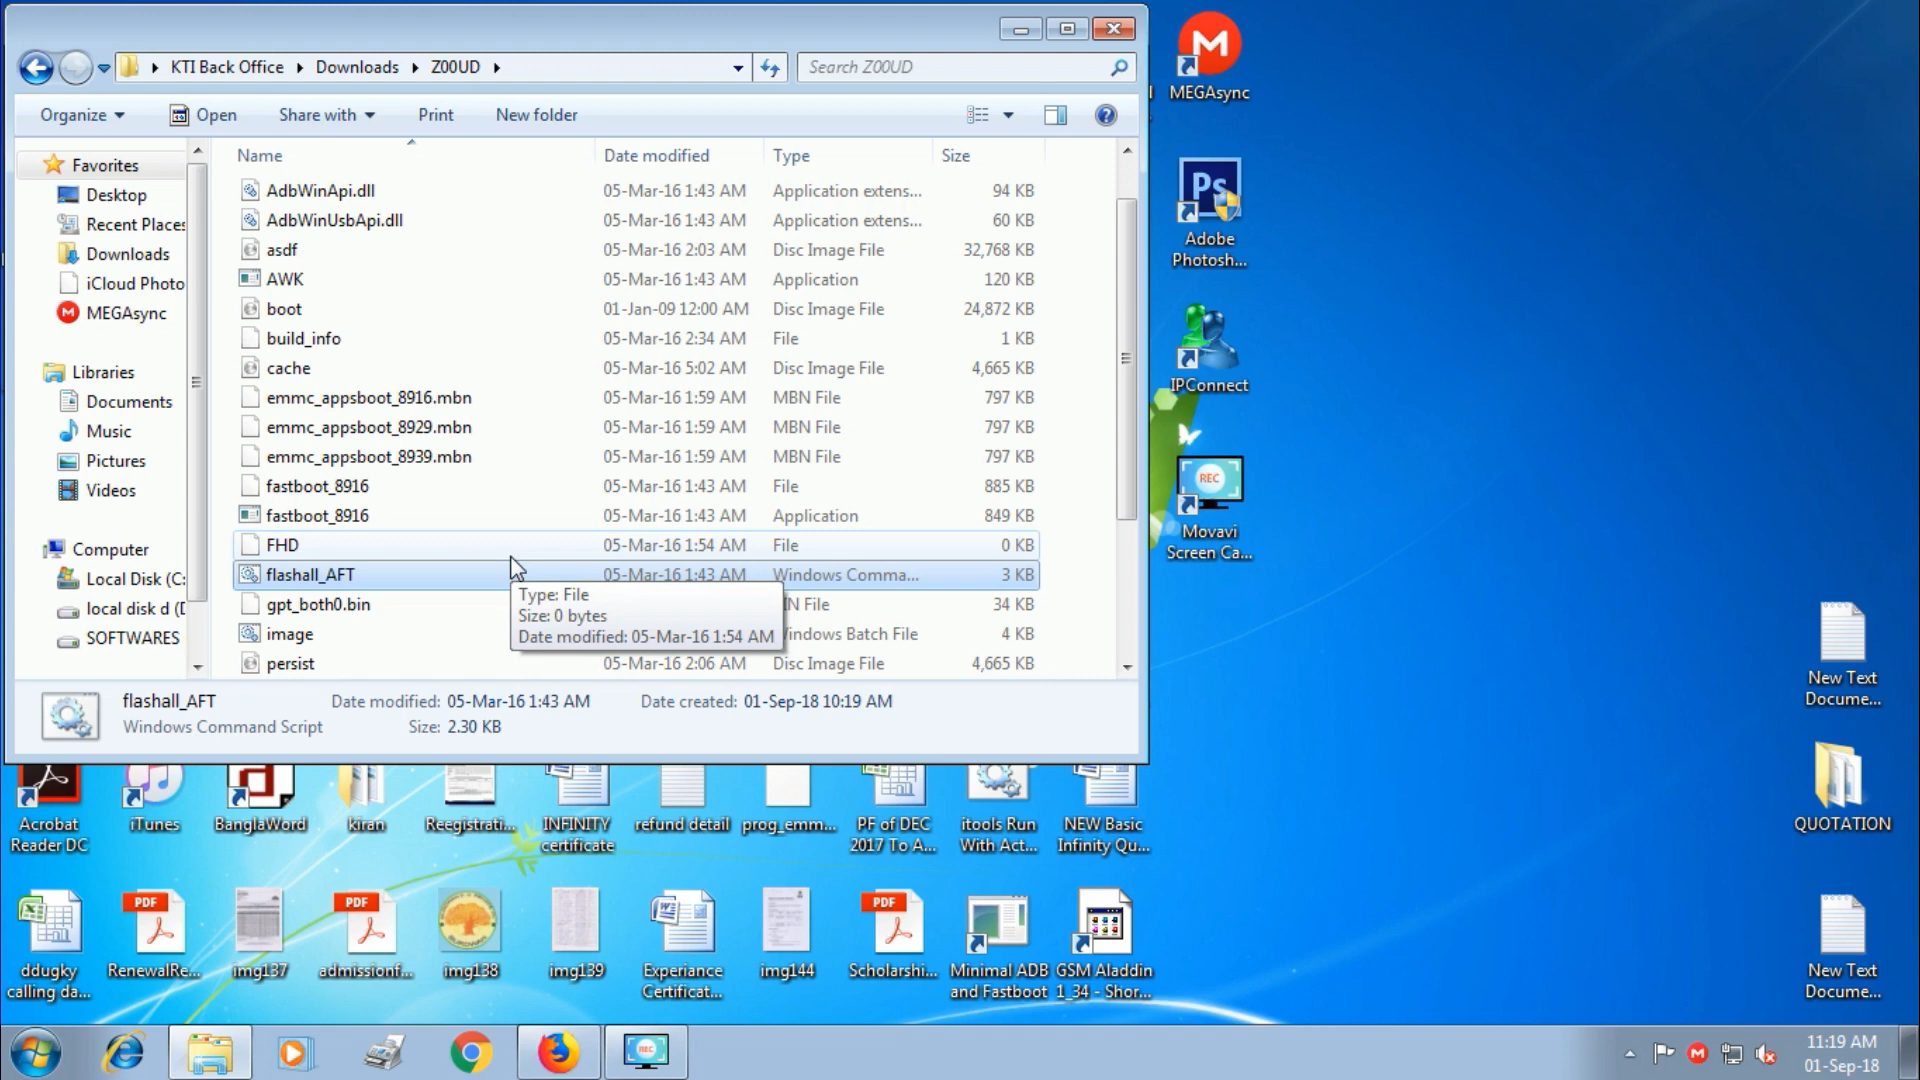 KTI Back Office
Downloads
Z00UD
Search Z00UD
Organize
Open
Share with
Print
New folder
Favorites
Desktop
Recent Places
Downloads
iCloud Photo
MEGAsync
Libraries
Documents
Music
Pictures
Videos
Computer
Local Disk (C:
local disk d (D
SOFTWARES
Name Date modified Type Size
AdbWinApi.dll 05-Mar-16 1:43 AM Application extens... 94 KB
AdbWinUsbApi.dll 05-Mar-16 1:43 AM Application extens... 60 KB
asdf 05-Mar-16 2:03 AM Disc Image File 32,768 KB
AWK 05-Mar-16 1:43 AM Application 120 KB
boot 01-Jan-09 12:00 AM Disc Image File 24,872 KB
build_info 05-Mar-16 2:34 AM File 1 KB
cache 05-Mar-16 5:02 AM Disc Image File 4,665 KB
emmc_appsboot_8916.mbn 05-Mar-16 1:59 AM MBN File 797 KB
emmc_appsboot_8929.mbn 05-Mar-16 1:59 AM MBN File 797 KB
emmc_appsboot_8939.mbn 05-Mar-16 1:59 AM MBN File 797 KB
fastboot_8916 05-Mar-16 1:43 AM File 885 KB
fastboot_8916 05-Mar-16 1:43 AM Application 849 KB
FHD 05-Mar-16 1:54 AM File 0 KB
flashall_AFT 05-Mar-16 1:43 AM Windows Comma... 3 KB
gpt_both0.bin IN File 34 KB
image indows Batch File 4 KB
persist 05-Mar-16 2:06 AM Disc Image File 4,665 KB
Type: File
Size: 0 bytes
Date modified: 05-Mar-16 1:54 AM
flashall_AFT Date modified: 05-Mar-16 1:43 AM Date created: 01-Sep-18 10:19 AM
Windows Command Script Size: 2.30 KB
MEGAsync
Ps
Adobe
Photosh...
IPConnect
REC
Movavi
Screen Ca...
New Text
Docume...
QUOTATION
New Text
Docume...
Acrobat
Reader DC
iTunes
BanglaWord
kiran
Reegistrati...
INFINITY
certificate
refund detail
prog_emm...
PF of DEC
2017 To A...
itools Run
With Act...
NEW Basic
Infinity Qu...
ddugky
calling da...
PDF
RenewalRe...
img137
PDF
admissionf...
img138
img139
Experiance
Certificat...
img144
PDF
Scholarshi...
Minimal ADB
and Fastboot
GSM Aladdin
1_34 - Shor...
REC
11:19 AM
01-Sep-18